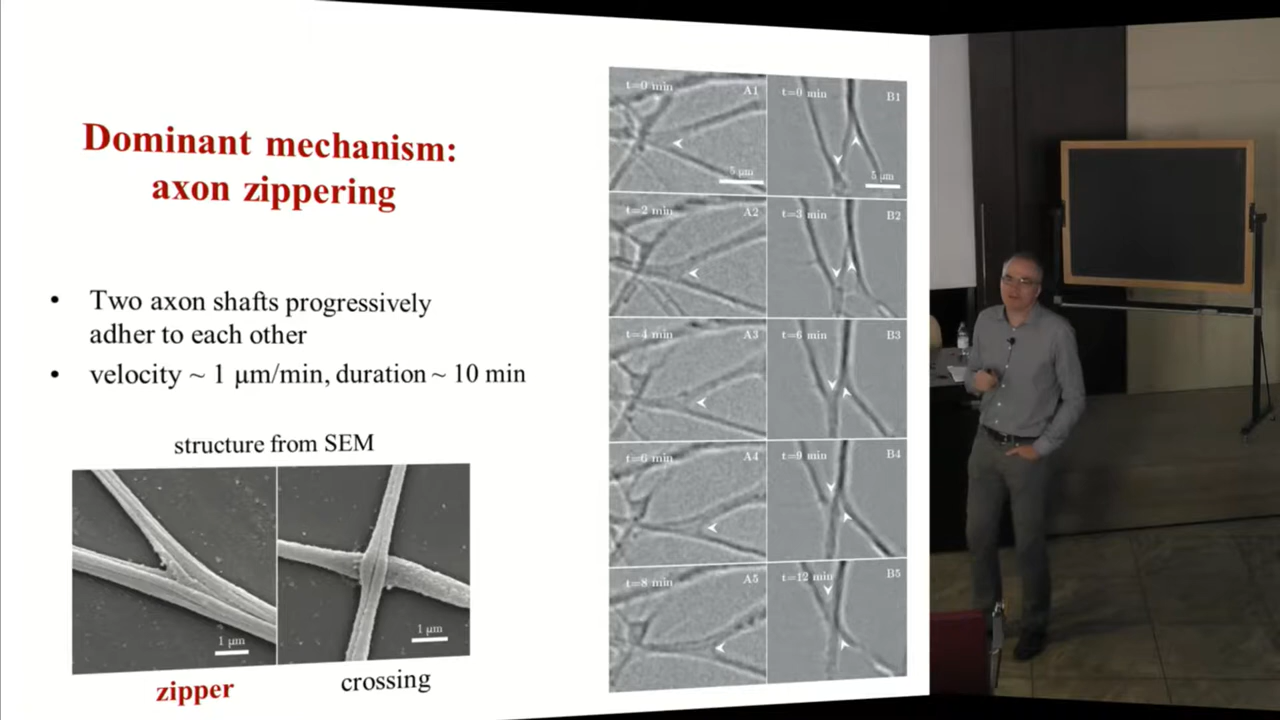 Dominant mechanism:
axon zippering
• Two axon shafts progressively
adher to each other
• velocity ~ 1 μm/min, duration ~ 10 min
structure from SEM
1 μm
1 μm
zipper
crossing
t=0 min A1
5 μm
t=0 min B1
5 μm
t=2 min A2
t=3 min B2
t=4 min A3
t=6 min B3
t=6 min A4
t=9 min B4
t=8 min A5
t=12 min B5